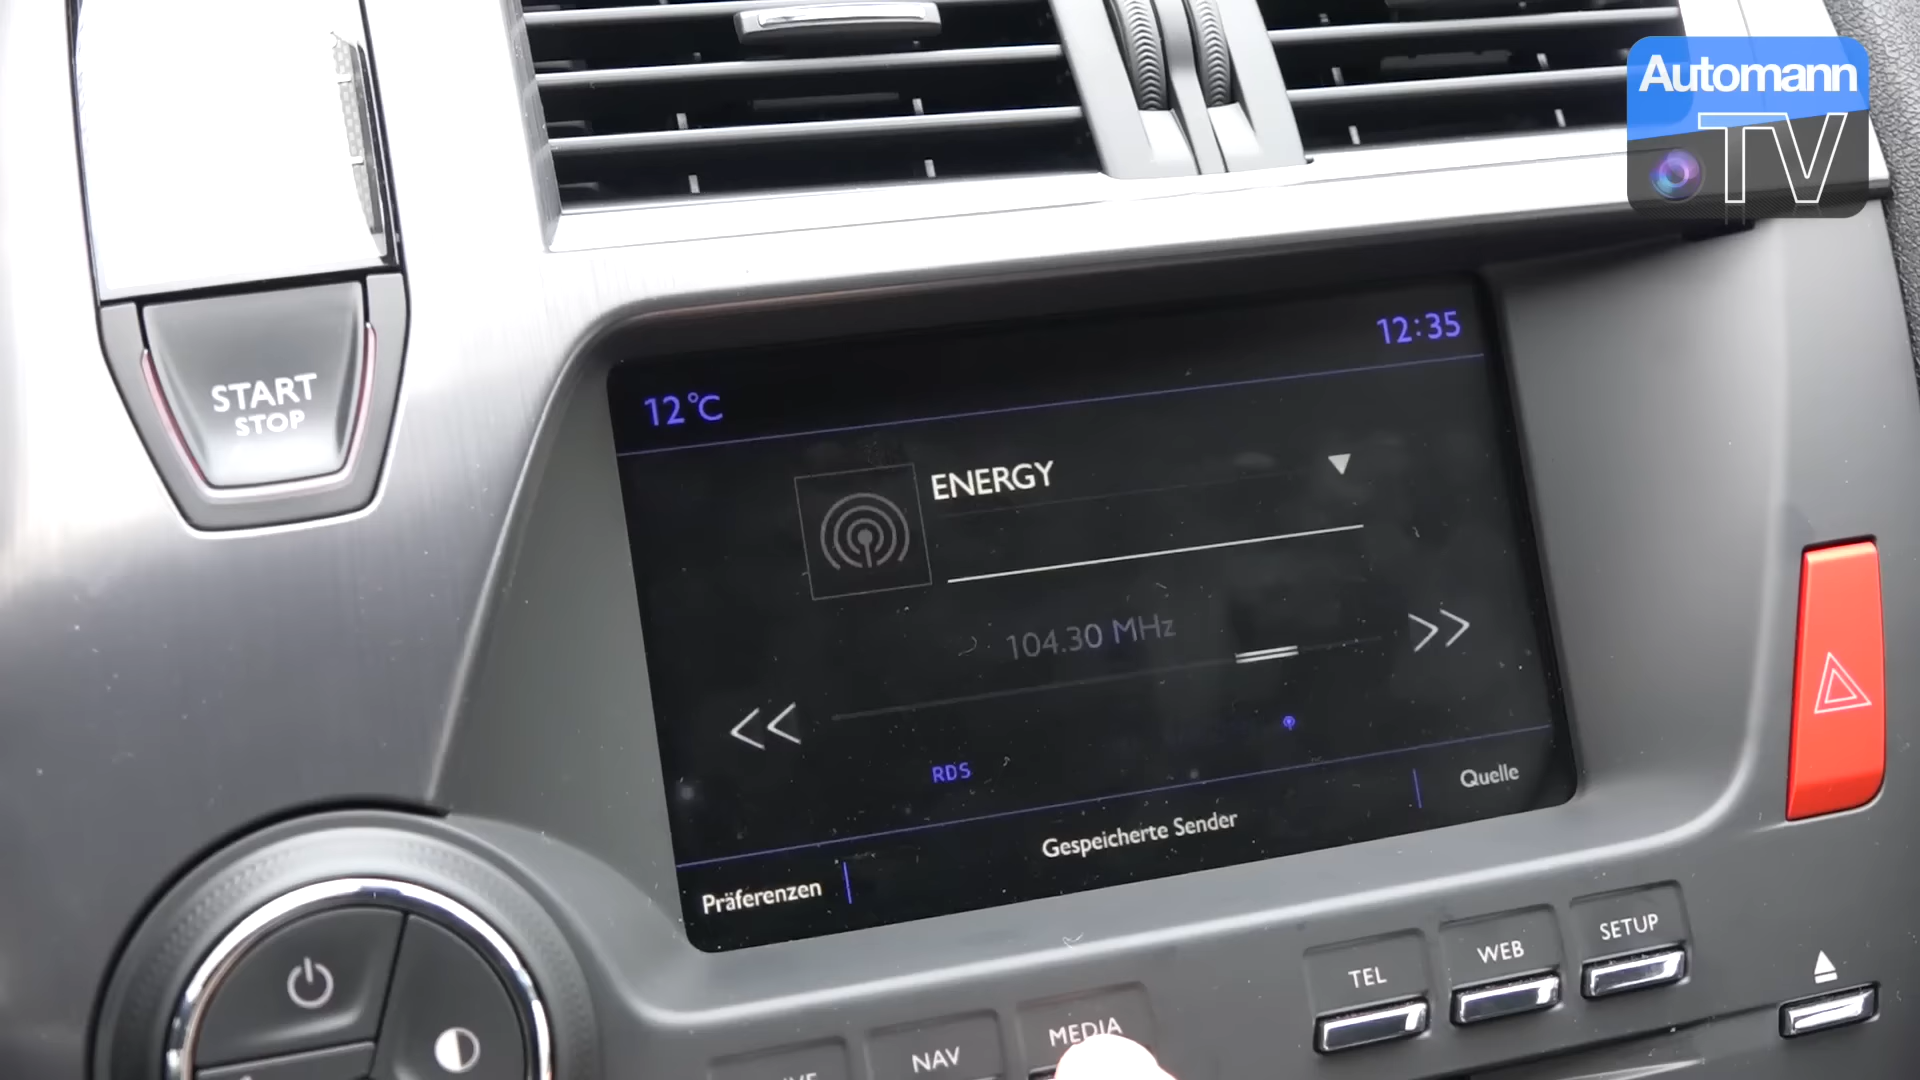 Automann
TV
START
STOP
12°C
12:35
ENERGY
104.30 MHz
RDS
Präferenzen
Gespeicherte Sender
Quelle
NAV
MEDIA
TEL
WEB
SETUP